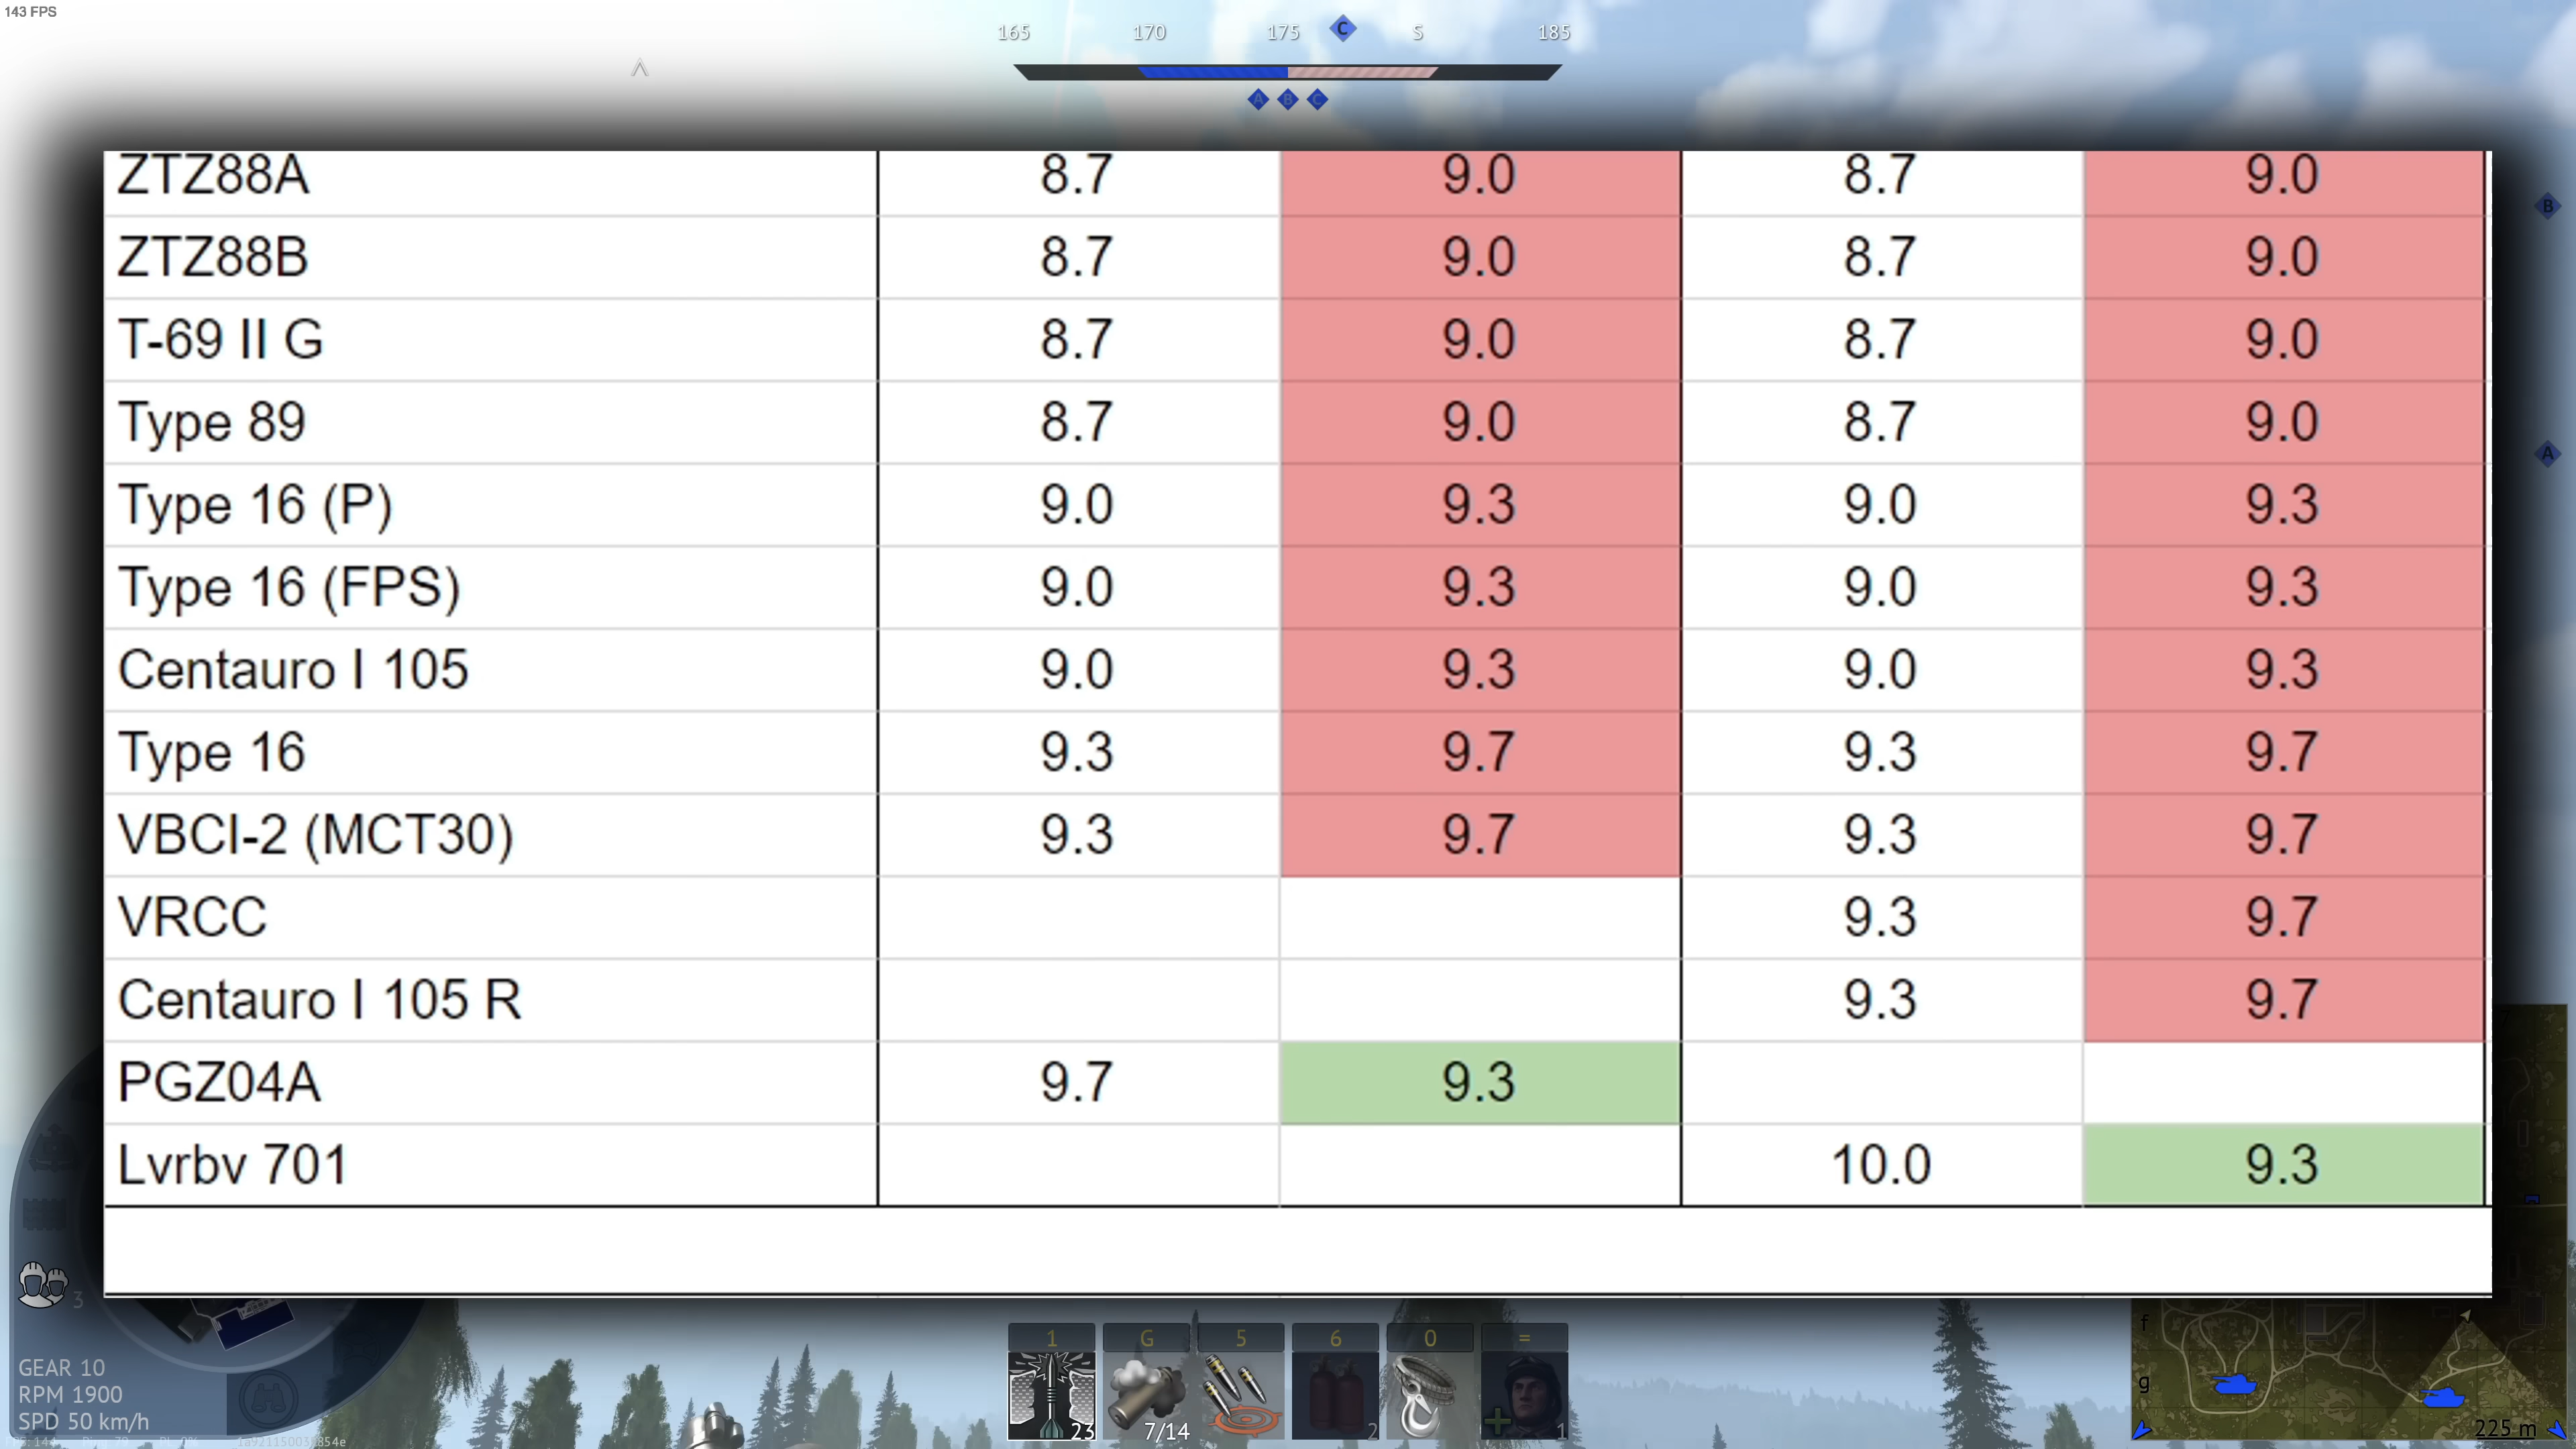 143 FPS
165 170 175 C S 185
A B C
ZTZ88A 8.7 9.0 8.7 9.0
ZTZ88B 8.7 9.0 8.7 9.0
T-69 II G 8.7 9.0 8.7 9.0
Type 89 8.7 9.0 8.7 9.0
Type 16 (P) 9.0 9.3 9.0 9.3
Type 16 (FPS) 9.0 9.3 9.0 9.3
Centauro I 105 9.0 9.3 9.0 9.3
Type 16 9.3 9.7 9.3 9.7
VBCI-2 (MCT30) 9.3 9.7 9.3 9.7
VRCC 9.3 9.7
Centauro I 105 R 9.3 9.7
PGZ04A 9.7 9.3
Lvrbv 701 10.0 9.3
B
A
3
GEAR 10
RPM 1900
SPD 50 km/h
1 G 5 6 0 =
23 7/14 2 1
f
g
225 m